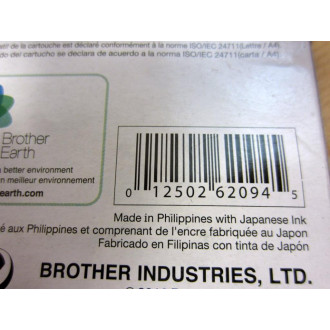 de la cartouche est déclaré conformément à la norma ISO/IEC 24711(Lettre / A4)
del cartucho se declara de acuerdo a la norma ISO/IEC 24711(carta / A4)
Brother
Earth
better environment
un meilleur environnement
earth.com
0 12502 62094 5
Made in Philippines with Japanese Ink
aux Philippines et comprenant de l'encre fabriquée au Japon
Fabricado en Filipinas con tinta de Japón
BROTHER INDUSTRIES, LTD.